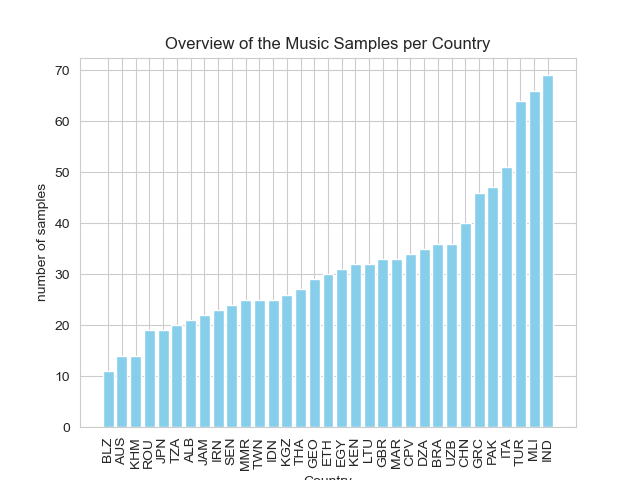 Overview of the Music Samples per Country
70
60
50
40
30
20
10
0
number of samples
BLZ
AUS
KHM
ROU
JPN
TZA
ALB
JAM
IRN
SEN
MMR
TWN
IDN
KGZ
THA
GEO
ETH
EGY
KEN
LTU
GBR
MAR
CPV
DZA
BRA
UZB
CHN
GRC
PAK
ITA
TUR
MLI
IND
Country